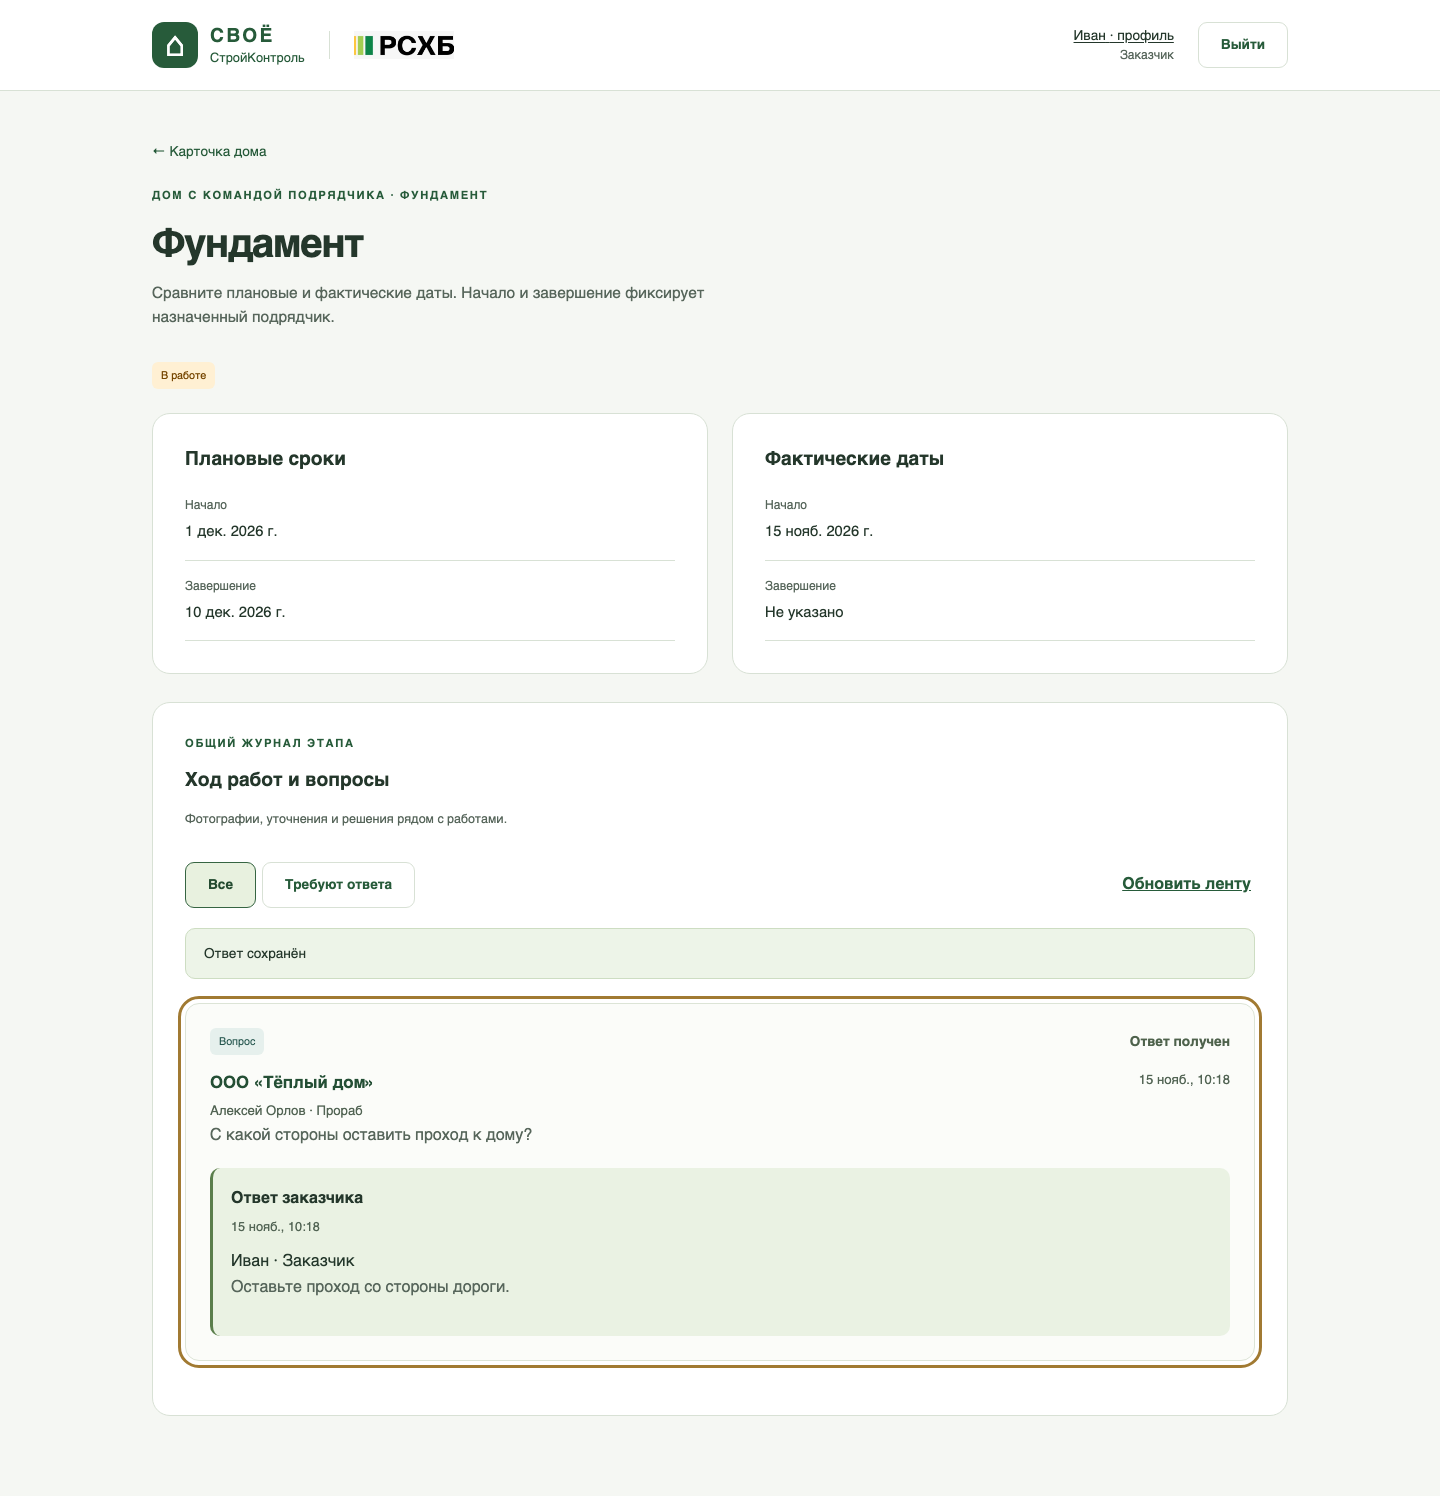 СВОЁ
СтройКонтроль
РСХБ
Иван · профиль
Заказчик
Выйти
← Карточка дома
ДОМ С КОМАНДОЙ ПОДРЯДЧИКА · ФУНДАМЕНТ
Фундамент
Сравните плановые и фактические даты. Начало и завершение фиксирует
назначенный подрядчик.
В работе
Плановые сроки
Начало
1 дек. 2026 г.
Завершение
10 дек. 2026 г.
Фактические даты
Начало
15 нояб. 2026 г.
Завершение
Не указано
ОБЩИЙ ЖУРНАЛ ЭТАПА
Ход работ и вопросы
Фотографии, уточнения и решения рядом с работами.
Все
Требуют ответа
Обновить ленту
Ответ сохранён
Вопрос
Ответ получен
ООО «Тёплый дом»
15 нояб., 10:18
Алексей Орлов · Прораб
С какой стороны оставить проход к дому?
Ответ заказчика
15 нояб., 10:18
Иван · Заказчик
Оставьте проход со стороны дороги.